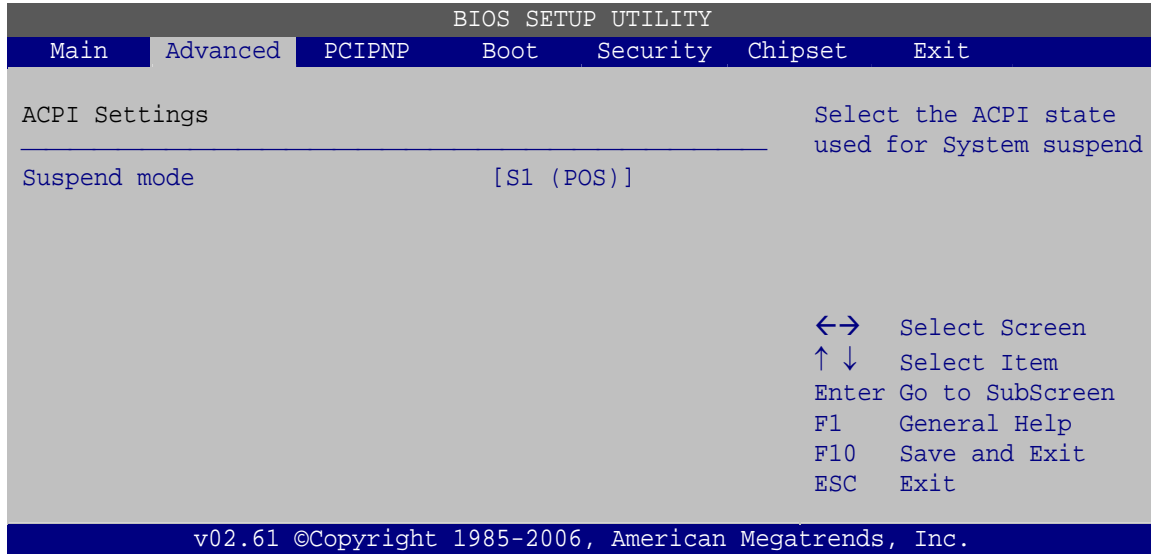 BIOS SETUP UTILITY
Main Advanced PCIPNP Boot Security Chipset Exit
ACPI Settings
Suspend mode [S1 (POS)]
Select the ACPI state
used for System suspend
←→ Select Screen
↑ ↓ Select Item
Enter Go to SubScreen
F1 General Help
F10 Save and Exit
ESC Exit
v02.61 ©Copyright 1985-2006, American Megatrends, Inc.